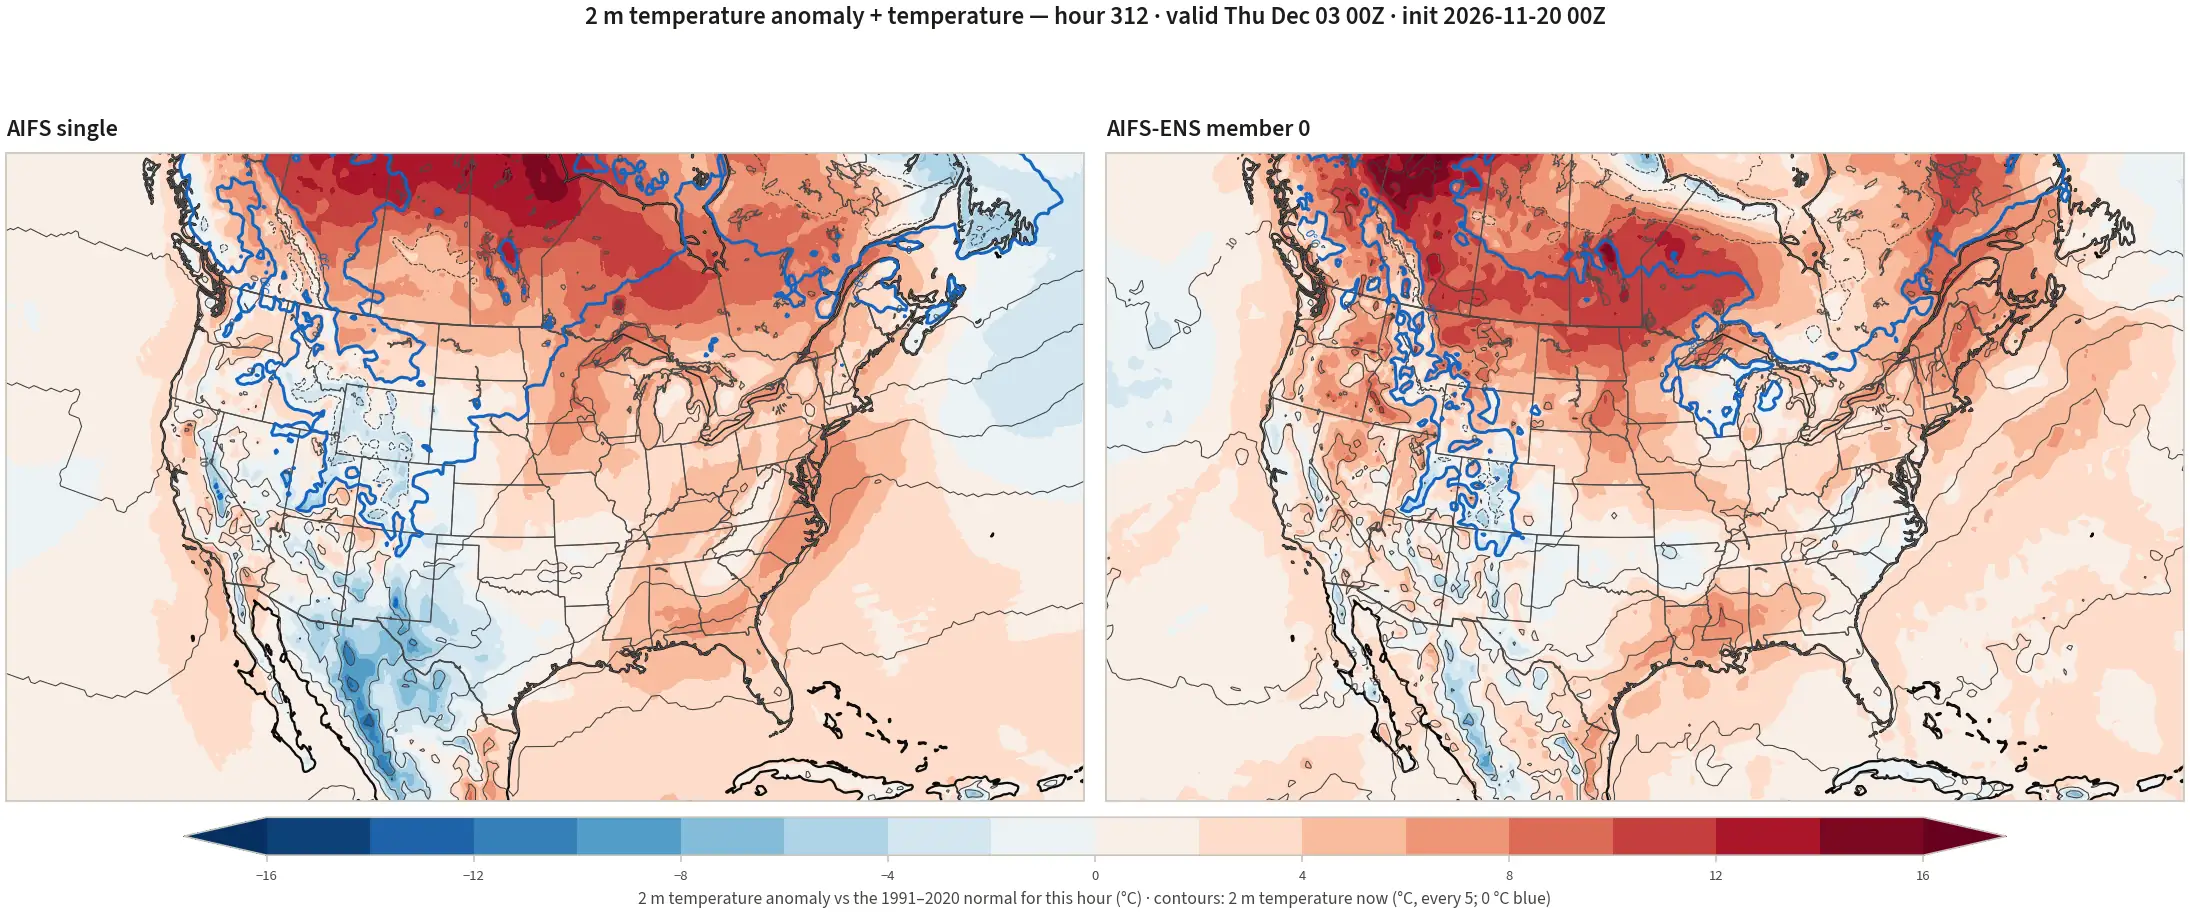 2 m temperature anomaly + temperature — hour 312 · valid Thu Dec 03 00Z · init 2026-11-20 00Z
AIFS single
AIFS-ENS member 0
10
−16 −12 −8 −4 0 4 8 12 16
2 m temperature anomaly vs the 1991–2020 normal for this hour (°C) · contours: 2 m temperature now (°C, every 5; 0 °C blue)